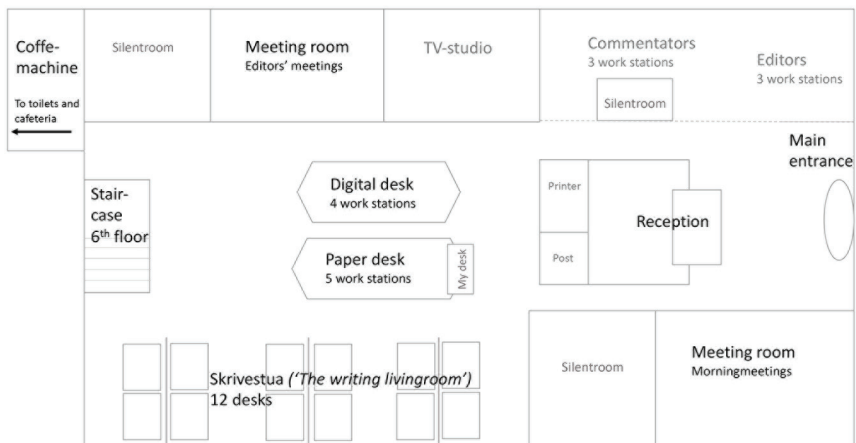 Coffe-
machine
To toilets and
cafeteria
Silentroom
Meeting room
Editors' meetings
TV-studio
Commentators
3 work stations
Silentroom
Editors
3 work stations
Main
entrance
Stair-
case
6th floor
Digital desk
4 work stations
Paper desk
5 work stations
My desk
Printer
Post
Reception
Skrivestua ('The writing livingroom')
12 desks
Silentroom
Meeting room
Morningmeetings